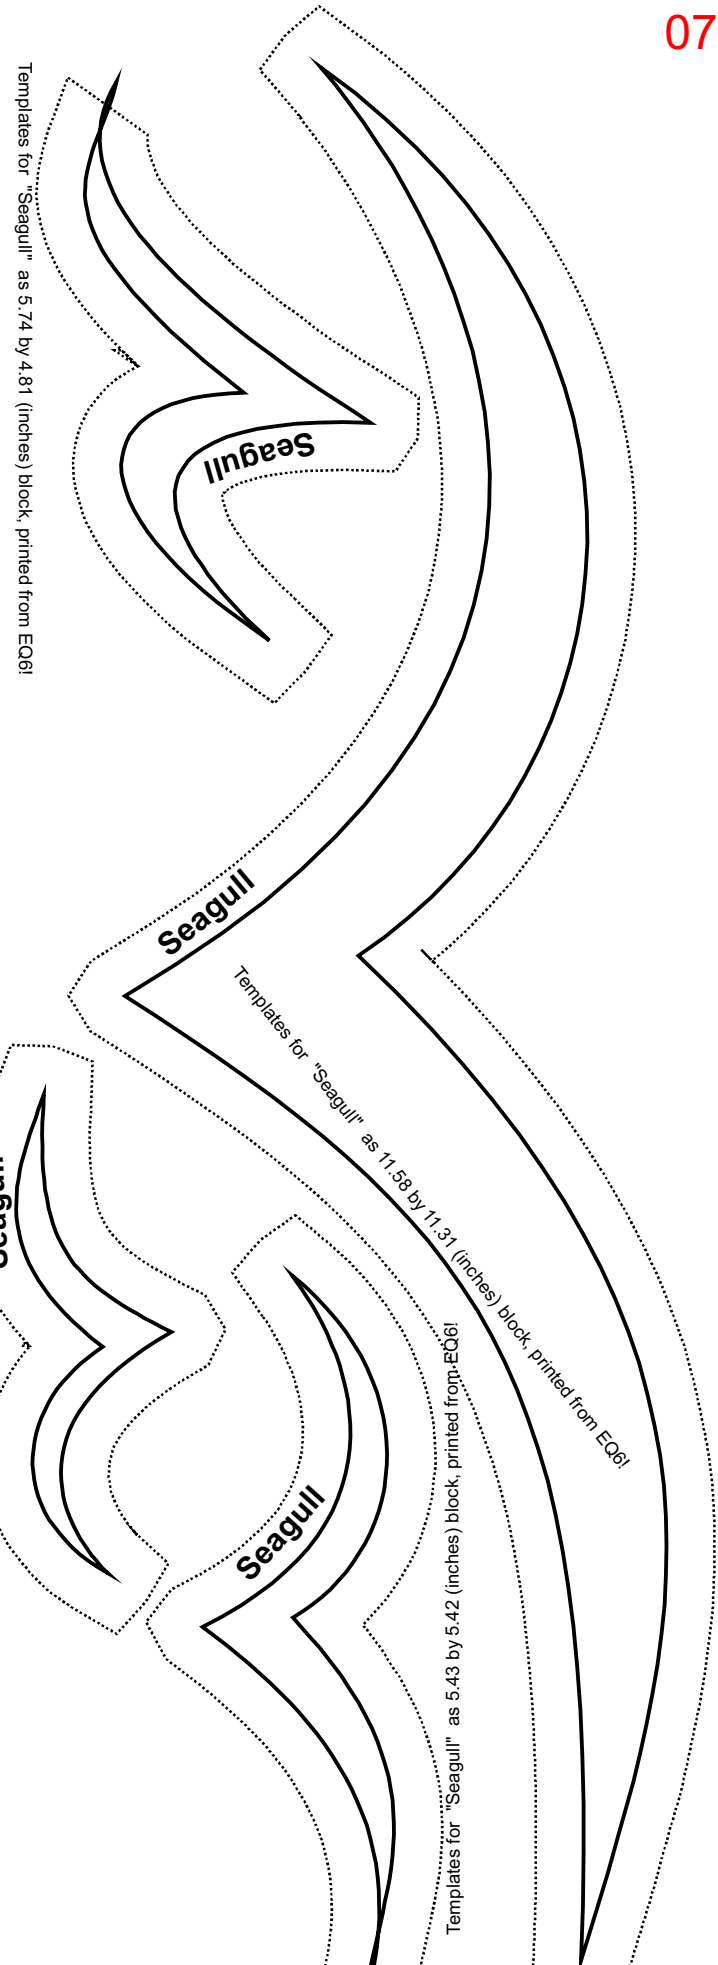 07
Templates for "Seagull" as 5.74 by 4.81 (inches) block, printed from EQ6!
Seagull
Seagull
Templates for "Seagull" as 11.58 by 11.31 (inches) block, printed from EQ6!
Seagull
Templates for "Seagull" as 5.43 by 5.42 (inches) block, printed from EQ6!